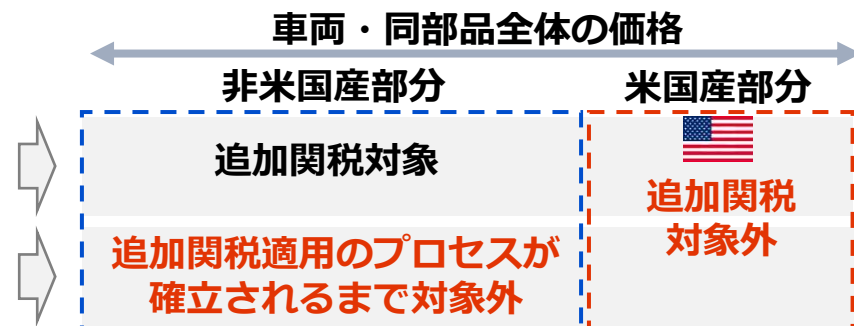 車両・同部品全体の価格
非米国産部分
米国産部分
追加関税対象
追加関税
対象外
追加関税適用のプロセスが
確立されるまで対象外